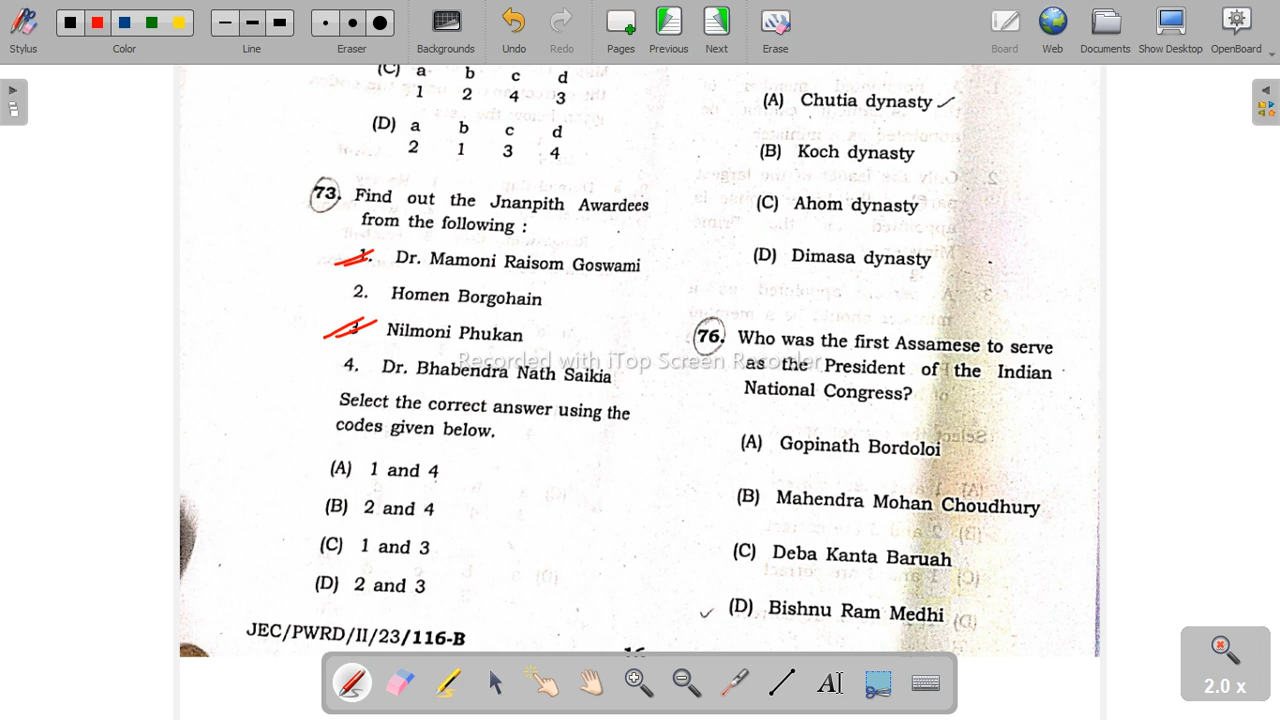 Stylus
Color
Line
Eraser
Backgrounds
Undo
Redo
Pages
Previous
Next
Erase
Board
Web
Documents
Show Desktop
OpenBoard
(C) a b c d
1 2 4 3
(D) a b c d
2 1 3 4
73. Find out the Jnanpith Awardees
from the following :
1. Dr. Mamoni Raisom Goswami
2. Homen Borgohain
3. Nilmoni Phukan
4. Dr. Bhabendra Nath Saikia
Select the correct answer using the
codes given below.
(A) 1 and 4
(B) 2 and 4
(C) 1 and 3
(D) 2 and 3
JEC/PWRD/II/23/116-B
(A) Chutia dynasty
(B) Koch dynasty
(C) Ahom dynasty
(D) Dimasa dynasty
76. Who was the first Assamese to serve
as the President of the Indian
National Congress?
(A) Gopinath Bordoloi
(B) Mahendra Mohan Choudhury
(C) Deba Kanta Baruah
(D) Bishnu Ram Medhi
Recorded with iTop Screen Recorder
2.0 x